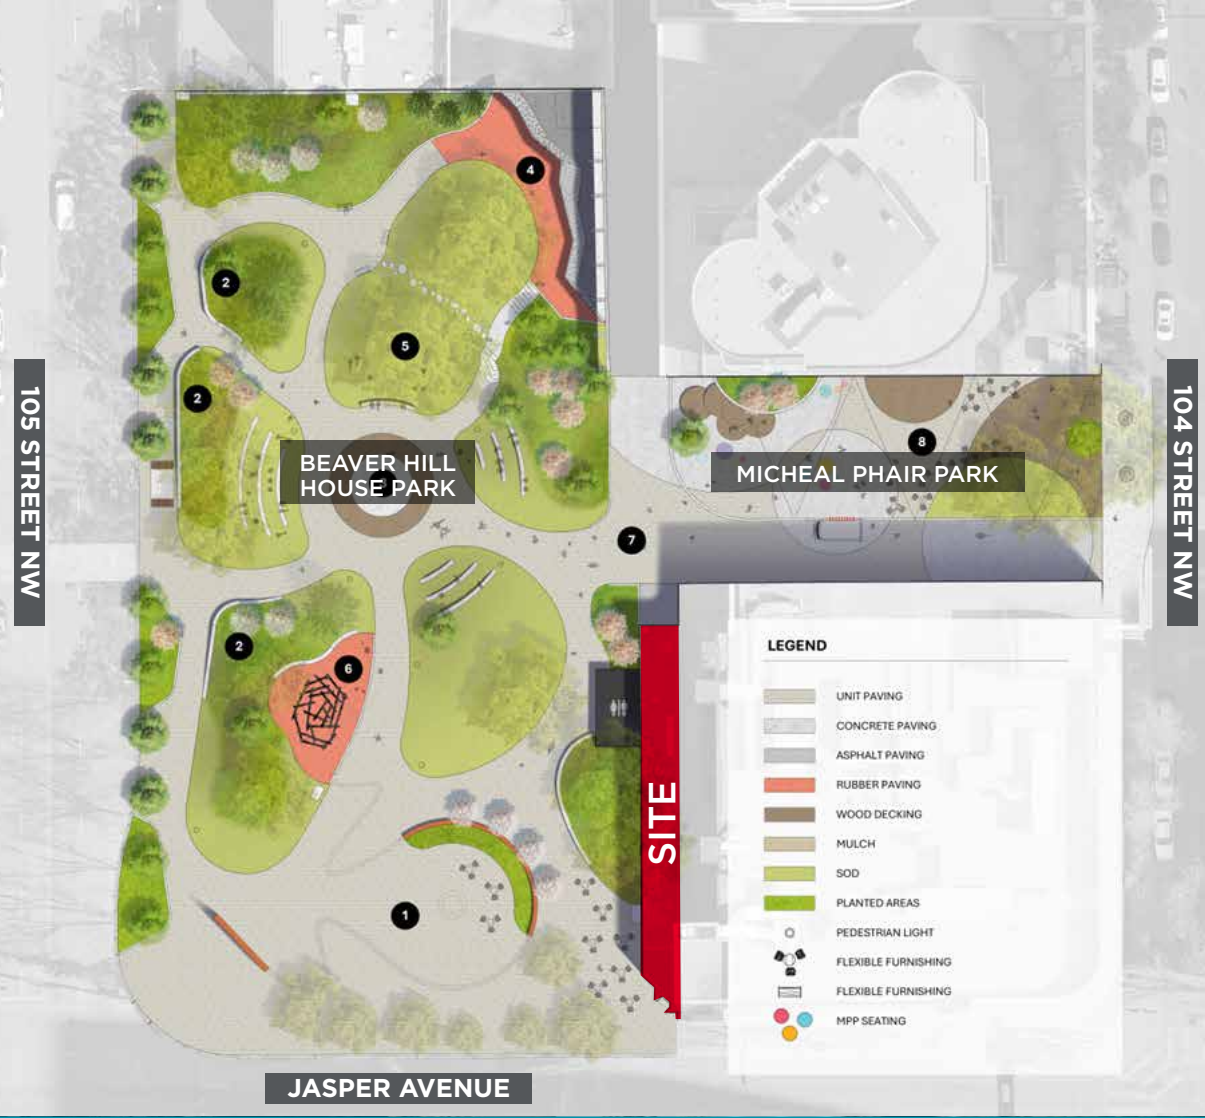 4
2
5
2
105 STREET NW
104 STREET NW
8
BEAVER HILL
HOUSE PARK
3
MICHEAL PHAIR PARK
7
2
6
LEGEND
UNIT PAVING
CONCRETE PAVING
ASPHALT PAVING
RUBBER PAVING
WOOD DECKING
MULCH
SOD
PLANTED AREAS
PEDESTRIAN LIGHT
FLEXIBLE FURNISHING
FLEXIBLE FURNISHING
MPP SEATING
SITE
1
JASPER AVENUE